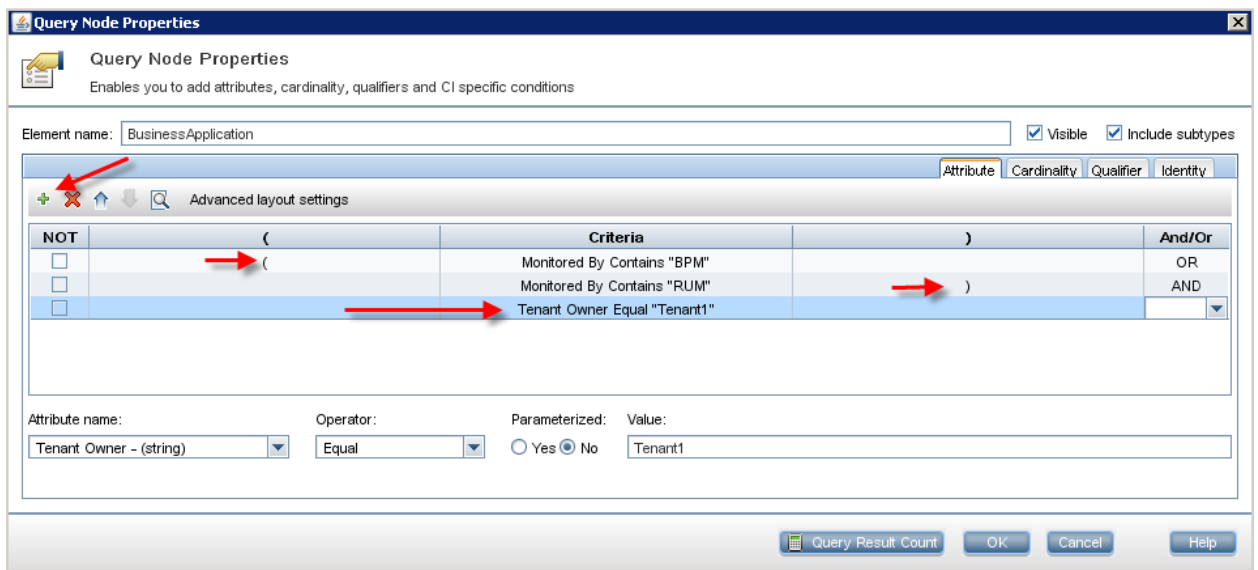 Query Node Properties
Query Node Properties
Enables you to add attributes, cardinality, qualifiers and CI specific conditions
Element name: BusinessApplication Visible Include subtypes
Attribute Cardinality Qualifier Identity
Advanced layout settings
NOT ( Criteria ) And/Or
( Monitored By Contains "BPM" OR
Monitored By Contains "RUM" ) AND
Tenant Owner Equal "Tenant1"
Attribute name: Operator: Parameterized: Value:
Tenant Owner - (string) Equal Yes No Tenant1
Query Result Count OK Cancel Help